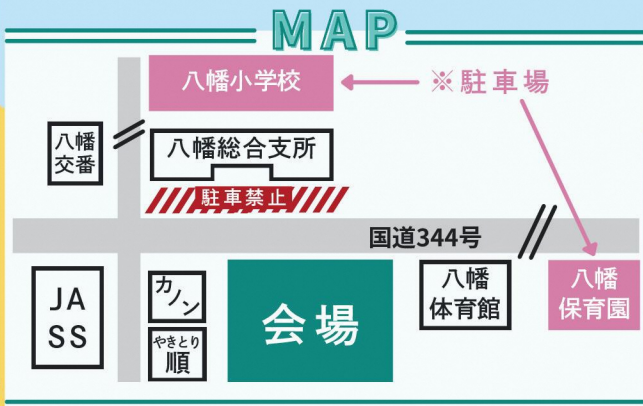 MAP
八幡小学校
※駐車場
八幡
交番
八幡総合支所
駐車禁止
国道344号
JA
SS
カノン
やきとり
順
会場
八幡
体育館
八幡
保育園